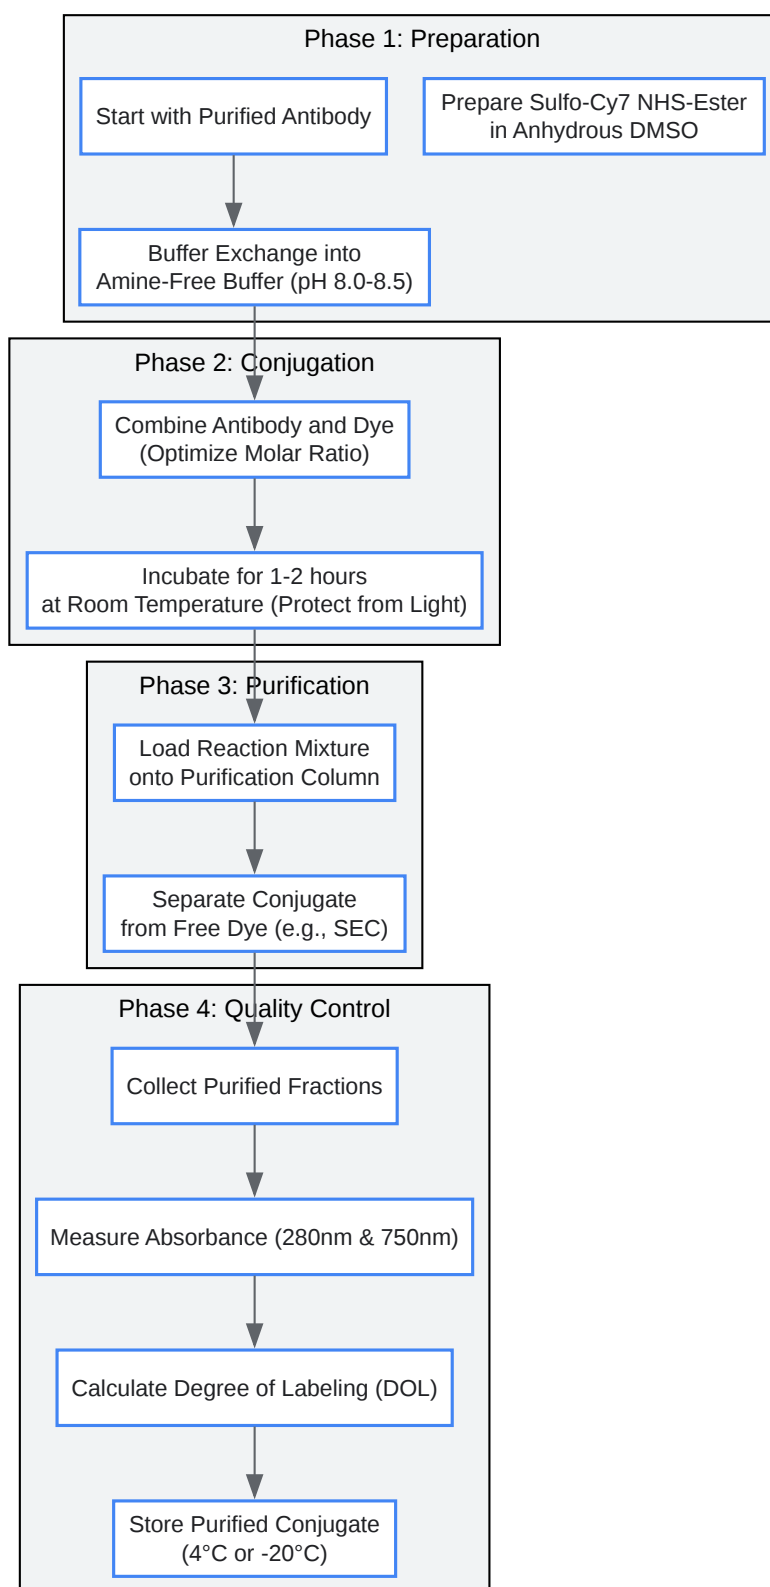 Phase 1: Preparation
Start with Purified Antibody
Prepare Sulfo-Cy7 NHS-Ester
in Anhydrous DMSO
Buffer Exchange into
Amine-Free Buffer (pH 8.0-8.5)
Phase 2: Conjugation
Combine Antibody and Dye
(Optimize Molar Ratio)
Incubate for 1-2 hours
at Room Temperature (Protect from Light)
Phase 3: Purification
Load Reaction Mixture
onto Purification Column
Separate Conjugate
from Free Dye (e.g., SEC)
Phase 4: Quality Control
Collect Purified Fractions
Measure Absorbance (280nm & 750nm)
Calculate Degree of Labeling (DOL)
Store Purified Conjugate
(4°C or -20°C)